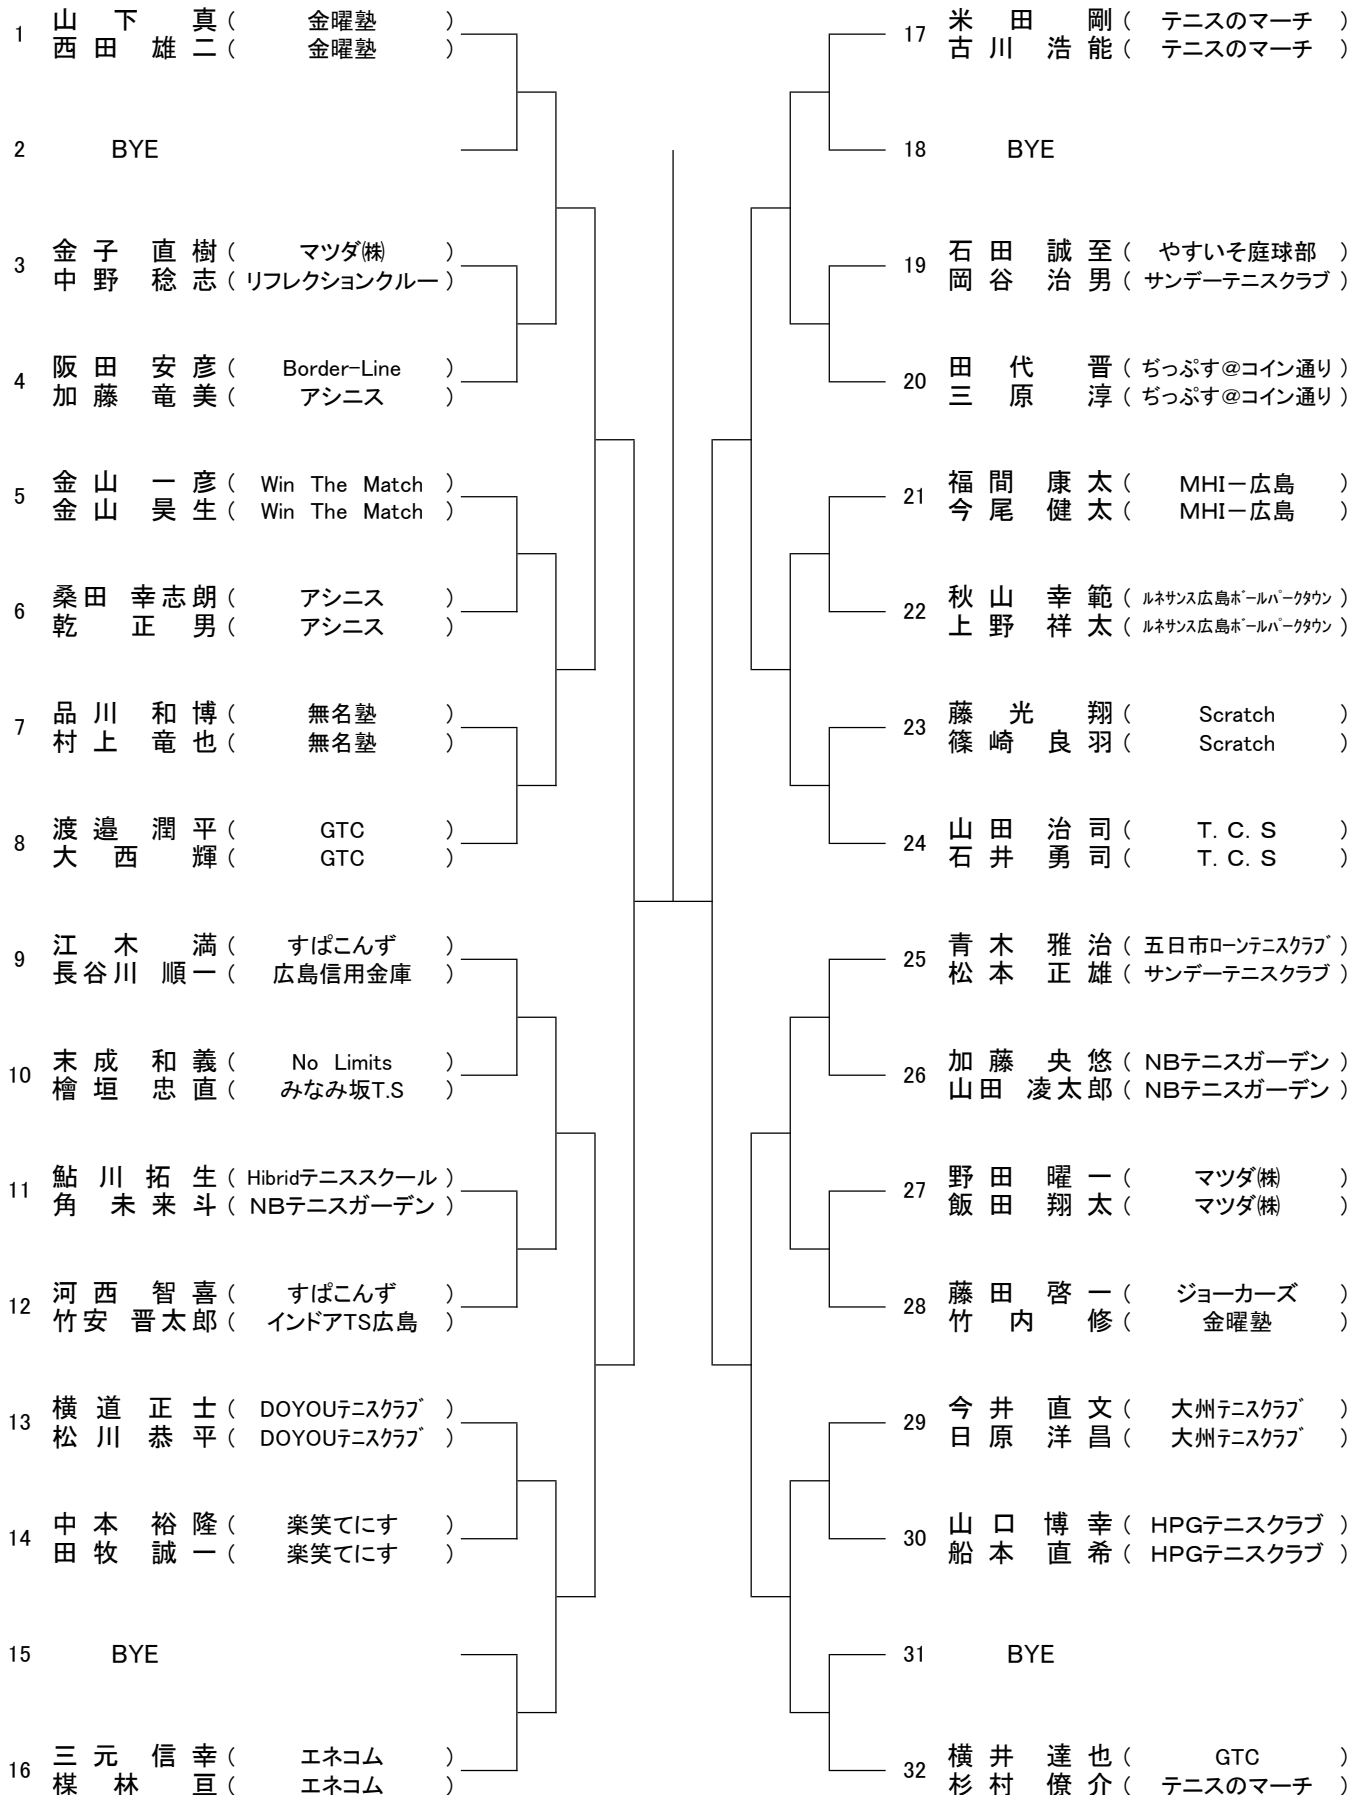 1 山下 真 ( 金曜塾 )
西田 雄二 ( 金曜塾 )
2 BYE
3 金子 直樹 ( マツダ㈱ )
中野 稔志 ( リフレクションクルー )
4 阪田 安彦 ( Border-Line )
加藤 竜美 ( アシニス )
5 金山 一彦 ( Win The Match )
金山 昊生 ( Win The Match )
6 桑田 幸志朗 ( アシニス )
乾 正男 ( アシニス )
7 品川 和博 ( 無名塾 )
村上 竜也 ( 無名塾 )
8 渡邉 潤平 ( GTC )
大西 輝 ( GTC )
9 江木 満 ( すぱこんず )
長谷川 順一 ( 広島信用金庫 )
10 末成 和義 ( No Limits )
檜垣 忠直 ( みなみ坂T.S )
11 鮎川 拓生 ( Hibridテニススクール )
角 未来斗 ( NBテニスガーデン )
12 河西 智喜 ( すぱこんず )
竹安 晋太郎 ( インドアTS広島 )
13 横道 正士 ( DOYOUﾃﾆｽｸﾗﾌﾞ )
松川 恭平 ( DOYOUﾃﾆｽｸﾗﾌﾞ )
14 中本 裕隆 ( 楽笑てにす )
田牧 誠一 ( 楽笑てにす )
15 BYE
16 三元 信幸 ( エネコム )
楳林 亘 ( エネコム )
17 米田 剛 ( テニスのマーチ )
古川 浩能 ( テニスのマーチ )
18 BYE
19 石田 誠至 ( やすいそ庭球部 )
岡谷 治男 ( サンデーテニスクラブ )
20 田代 晋 ( ぢっぷす@コイン通り )
三原 淳 ( ぢっぷす@コイン通り )
21 福間 康太 ( MHI－広島 )
今尾 健太 ( MHI－広島 )
22 秋山 幸範 ( ﾙﾈｻﾝｽ広島ﾎﾞｰﾙﾊﾟｰｸﾀｳﾝ )
上野 祥太 ( ﾙﾈｻﾝｽ広島ﾎﾞｰﾙﾊﾟｰｸﾀｳﾝ )
23 藤光 翔 ( Scratch )
篠崎 良羽 ( Scratch )
24 山田 治司 ( T．C．S )
石井 勇司 ( T．C．S )
25 青木 雅治 ( 五日市ﾛｰﾝﾃﾆｽｸﾗﾌﾞ )
松本 正雄 ( サンデーテニスクラブ )
26 加藤 央悠 ( NBテニスガーデン )
山田 凌太郎 ( NBテニスガーデン )
27 野田 曜一 ( マツダ㈱ )
飯田 翔太 ( マツダ㈱ )
28 藤田 啓一 ( ジョーカーズ )
竹内 修 ( 金曜塾 )
29 今井 直文 ( 大州ﾃﾆｽｸﾗﾌﾞ )
日原 洋昌 ( 大州ﾃﾆｽｸﾗﾌﾞ )
30 山口 博幸 ( HPGテニスクラブ )
船本 直希 ( HPGテニスクラブ )
31 BYE
32 横井 達也 ( GTC )
杉村 僚介 ( テニスのマーチ )